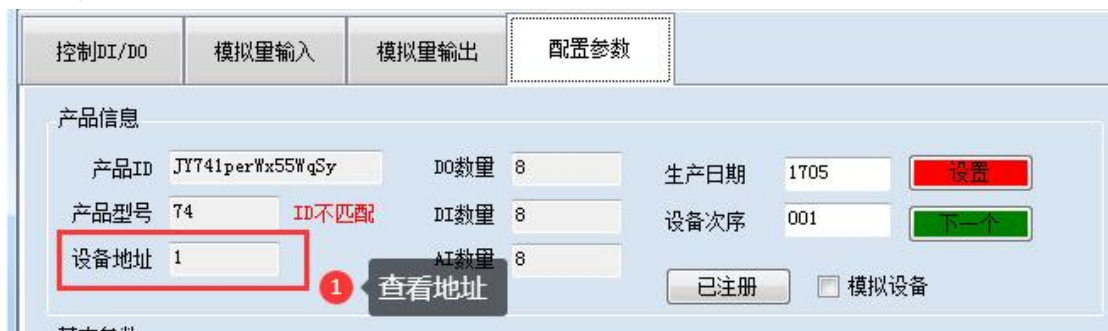 控制DI/DO 模拟量输入 模拟量输出 配置参数
产品信息
产品ID JY741perWx55WqSy DO数量 8 生产日期 1705 设置
产品型号 74 ID不匹配 DI数量 8 设备次序 001 下一个
设备地址 1 AI数量 8
1 查看地址 已注册 模拟设备